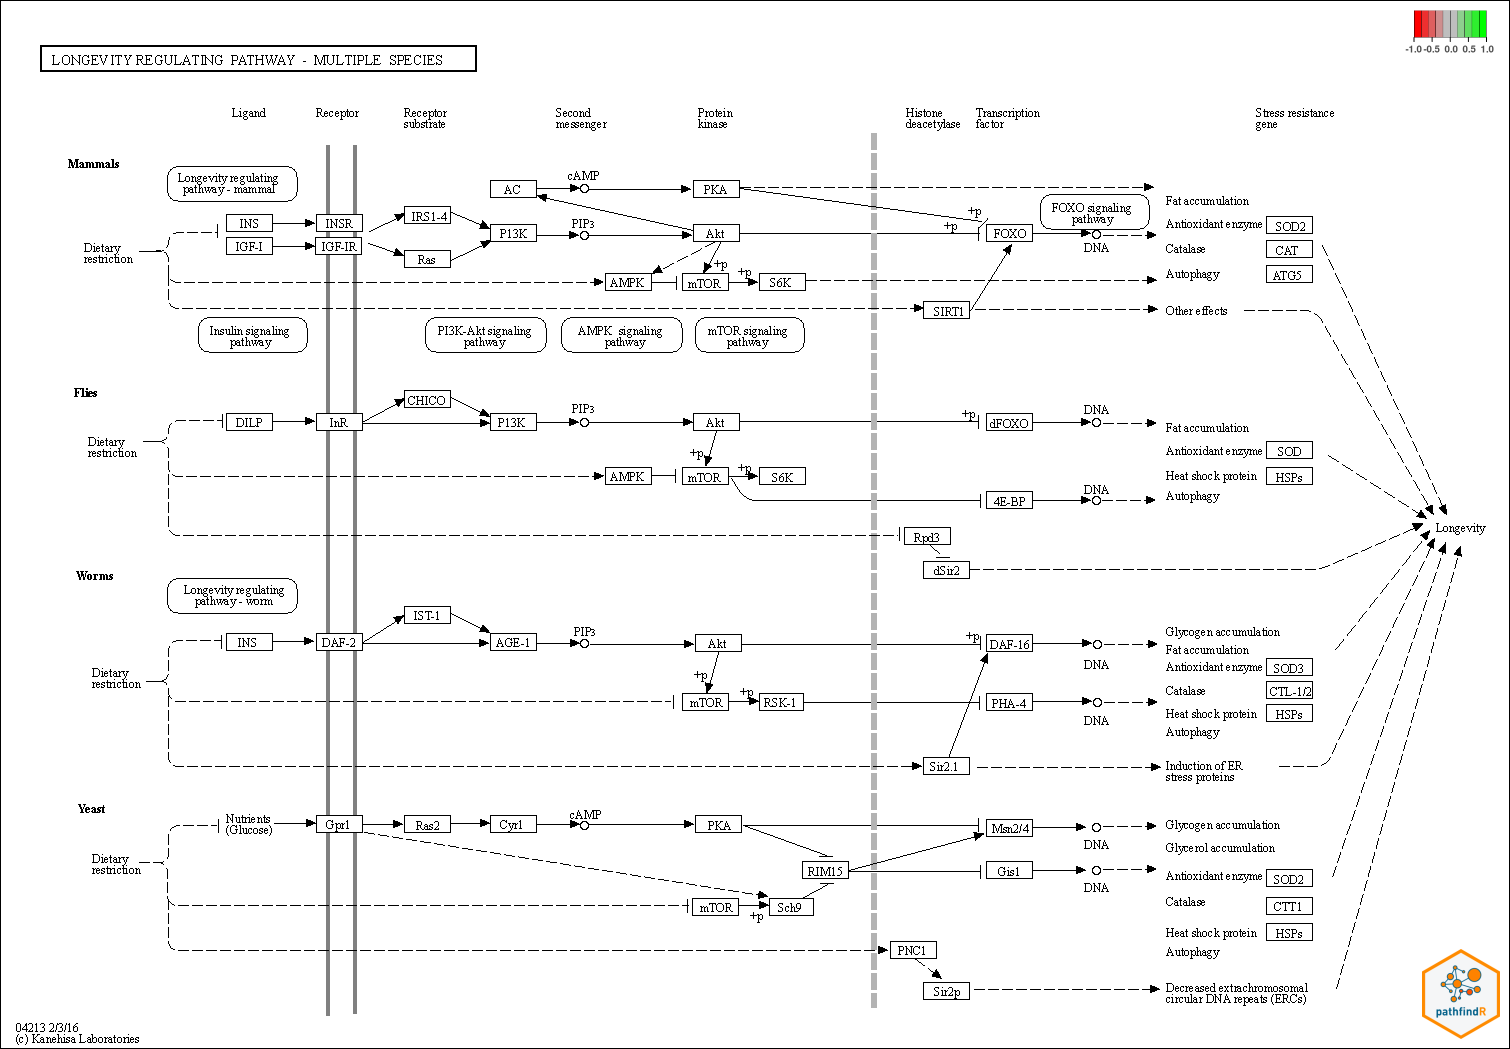 -1.0 -0.5 0.0 0.5 1.0
LONGEVITY REGULATING PATHWAY - MULTIPLE SPECIES
Ligand
Receptor
Receptor
substrate
Second
messenger
Protein
kinase
Histone
deacetylase
Transcription
factor
Stress resistance
gene
Mammals
Longevity regulating
pathway - mammal
AC
cAMP
PKA
INS
INSR
IRS1-4
P13K
PIP3
Akt
+p
+p
FOXO
FOXO signaling
pathway
DNA
Fat accumulation
Antioxidant enzyme
SOD2
Dietary
restriction
IGF-I
IGF-IR
Ras
Catalase
CAT
AMPK
+p
mTOR
+p
S6K
Autophagy
ATG5
SIRT1
Other effects
Insulin signaling
pathway
PI3K-Akt signaling
pathway
AMPK signaling
pathway
mTOR signaling
pathway
Flies
CHICO
DILP
InR
P13K
PIP3
Akt
+p
dFOXO
DNA
Fat accumulation
Dietary
restriction
Antioxidant enzyme
SOD
+p
AMPK
mTOR
+p
S6K
Heat shock protein
HSPs
4E-BP
DNA
Autophagy
Rpd3
dSir2
Longevity
Worms
Longevity regulating
pathway - worm
IST-1
INS
DAF-2
AGE-1
PIP3
Akt
+p
DAF-16
DNA
Glycogen accumulation
Fat accumulation
Antioxidant enzyme
SOD3
Dietary
restriction
+p
mTOR
+p
RSK-1
PHA-4
DNA
Catalase
CTL-1/2
Heat shock protein
HSPs
Autophagy
Sir2.1
Induction of ER
stress proteins
Yeast
Nutrients
(Glucose)
Gpr1
Ras2
Cyr1
cAMP
PKA
Msn2/4
DNA
Glycogen accumulation
Glycerol accumulation
Dietary
restriction
RIM15
Gis1
DNA
Antioxidant enzyme
SOD2
mTOR
+p
Sch9
Catalase
CTT1
Heat shock protein
HSPs
PNC1
Autophagy
Sir2p
Decreased extrachromosomal
circular DNA repeats (ERCs)
pathfindR
04213 2/3/16
(c) Kanehisa Laboratories